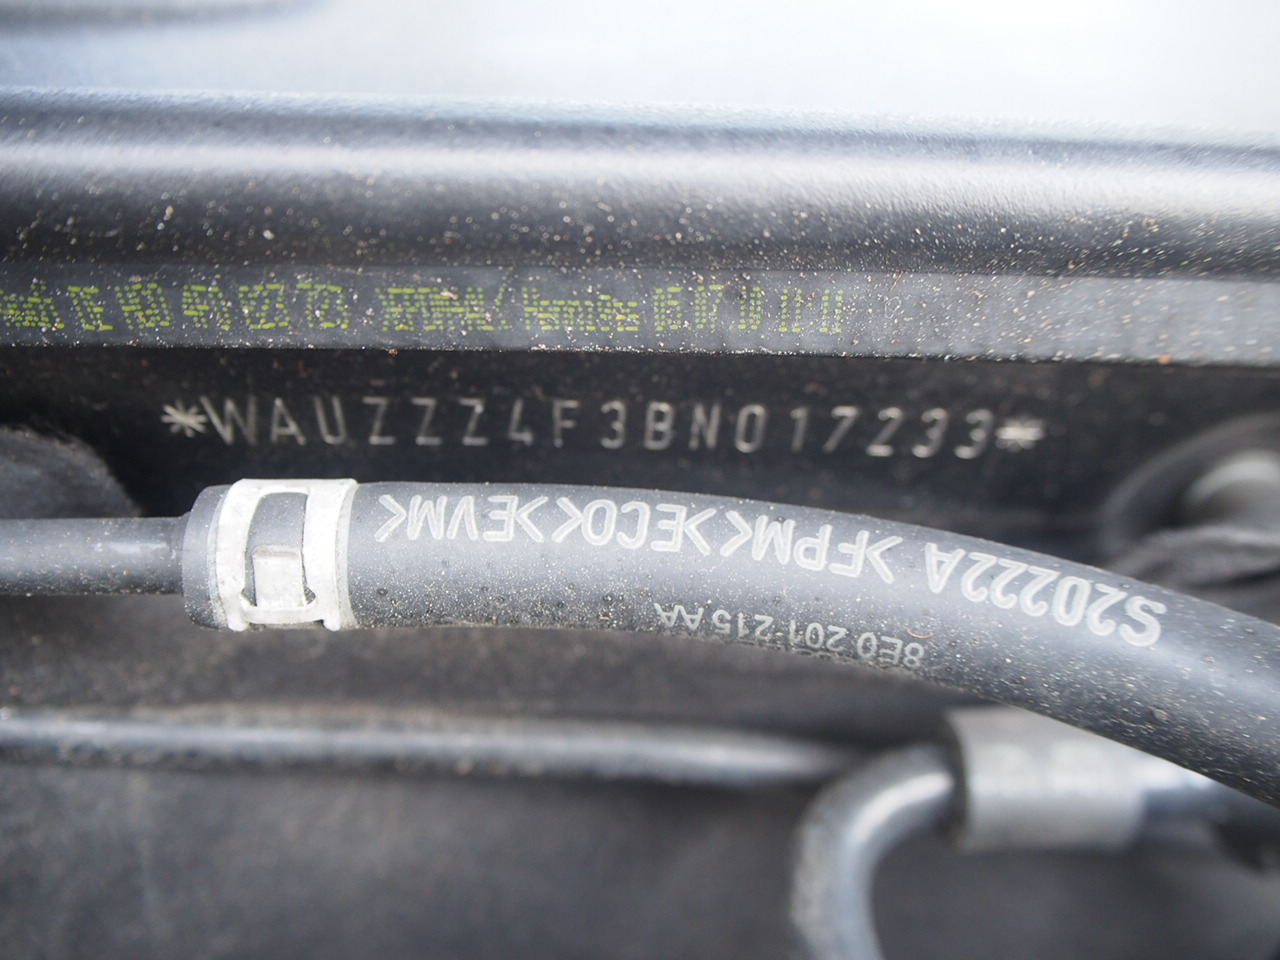 *WAUZZZ4F3BN017233*
S20222A >FPM<>ECO<>EVM<
8E0 201 215 AA